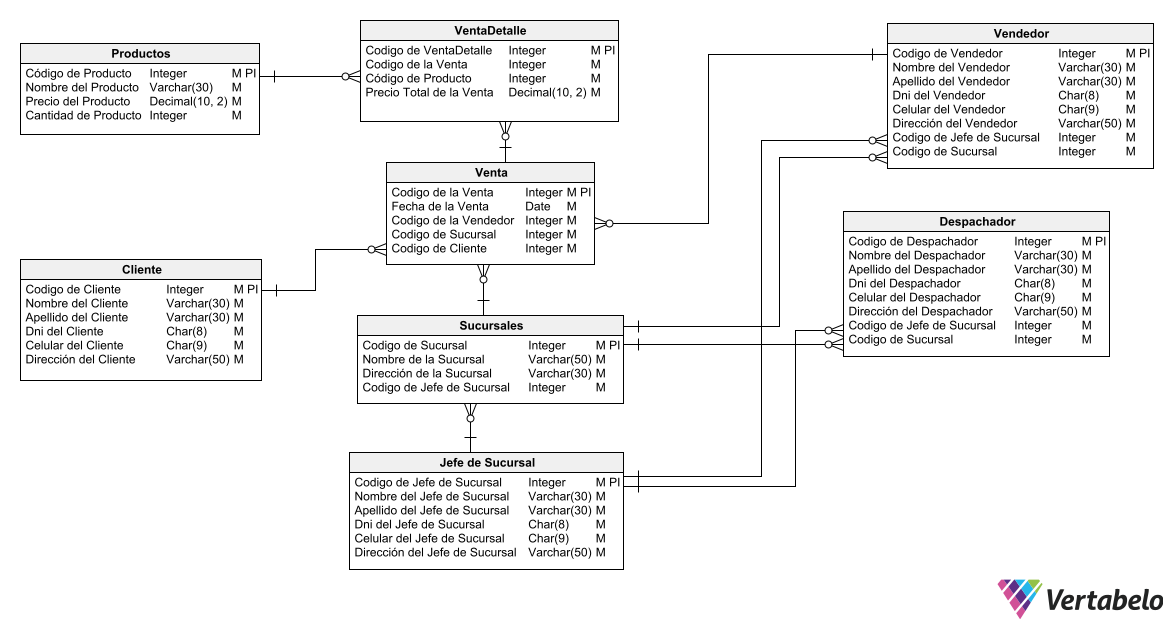 Productos
Código de Producto Integer M PI
Nombre del Producto Varchar(30) M
Precio del Producto Decimal(10, 2) M
Cantidad de Producto Integer M
VentaDetalle
Codigo de VentaDetalle Integer M PI
Codigo de la Venta Integer M
Código de Producto Integer M
Precio Total de la Venta Decimal(10, 2) M
Vendedor
Codigo de Vendedor Integer M PI
Nombre del Vendedor Varchar(30) M
Apellido del Vendedor Varchar(30) M
Dni del Vendedor Char(8) M
Celular del Vendedor Char(9) M
Dirección del Vendedor Varchar(50) M
Codigo de Jefe de Sucursal Integer M
Codigo de Sucursal Integer M
Venta
Codigo de la Venta Integer M PI
Fecha de la Venta Date M
Codigo de la Vendedor Integer M
Codigo de Sucursal Integer M
Codigo de Cliente Integer M
Despachador
Codigo de Despachador Integer M PI
Nombre del Despachador Varchar(30) M
Apellido del Despachador Varchar(30) M
Dni del Despachador Char(8) M
Celular del Despachador Char(9) M
Dirección del Despachador Varchar(50) M
Codigo de Jefe de Sucursal Integer M
Codigo de Sucursal Integer M
Cliente
Codigo de Cliente Integer M PI
Nombre del Cliente Varchar(30) M
Apellido del Cliente Varchar(30) M
Dni del Cliente Char(8) M
Celular del Cliente Char(9) M
Dirección del Cliente Varchar(50) M
Sucursales
Codigo de Sucursal Integer M PI
Nombre de la Sucursal Varchar(50) M
Dirección de la Sucursal Varchar(30) M
Codigo de Jefe de Sucursal Integer M
Jefe de Sucursal
Codigo de Jefe de Sucursal Integer M PI
Nombre del Jefe de Sucursal Varchar(30) M
Apellido del Jefe de Sucursal Varchar(30) M
Dni del Jefe de Sucursal Char(8) M
Celular del Jefe de Sucursal Char(9) M
Dirección del Jefe de Sucursal Varchar(50) M
Vertabelo